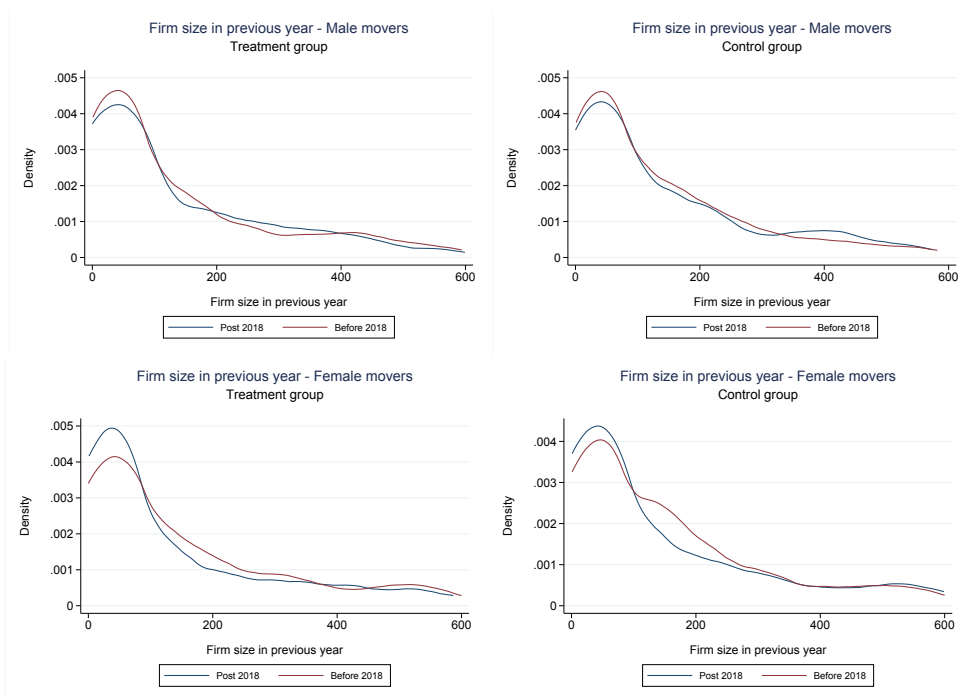 Firm size in previous year - Male movers
Treatment group
.005
.004
.003
.002
.001
0
Density
0 200 400 600
Firm size in previous year
Post 2018 Before 2018
Firm size in previous year - Male movers
Control group
.005
.004
.003
.002
.001
0
Density
0 200 400 600
Firm size in previous year
Post 2018 Before 2018
Firm size in previous year - Female movers
Treatment group
.005
.004
.003
.002
.001
0
Density
0 200 400 600
Firm size in previous year
Post 2018 Before 2018
Firm size in previous year - Female movers
Control group
.004
.003
.002
.001
0
Density
0 200 400 600
Firm size in previous year
Post 2018 Before 2018